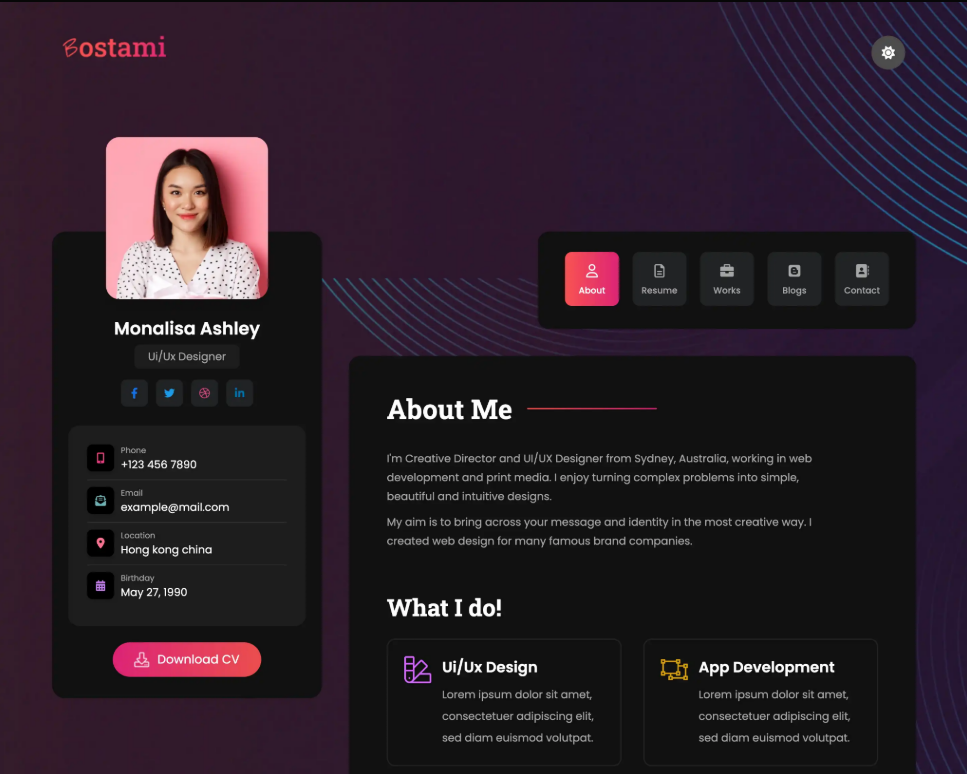 Bostami
Monalisa Ashley
Ui/Ux Designer
Phone
+123 456 7890
Email
example@mail.com
Location
Hong kong china
Birthday
May 27, 1990
Download CV
About
Resume
Works
Blogs
Contact
About Me
I'm Creative Director and UI/UX Designer from Sydney, Australia, working in web
development and print media. I enjoy turning complex problems into simple,
beautiful and intuitive designs.
My aim is to bring across your message and identity in the most creative way. I
created web design for many famous brand companies.
What I do!
Ui/Ux Design
Lorem ipsum dolor sit amet,
consectetuer adipiscing elit,
sed diam euismod volutpat.
App Development
Lorem ipsum dolor sit amet,
consectetuer adipiscing elit,
sed diam euismod volutpat.